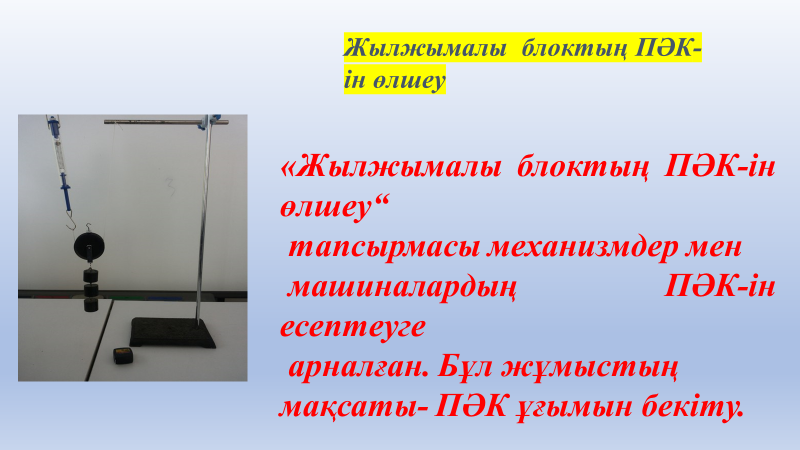 Жылжымалы блоктың ПӘК-
ін өлшеу
«Жылжымалы блоктың ПӘК-ін
өлшеу“
тапсырмасы механизмдер мен
машиналардың ПӘК-ін
есептеуге
арналған. Бұл жұмыстың
мақсаты- ПӘК ұғымын бекіту.